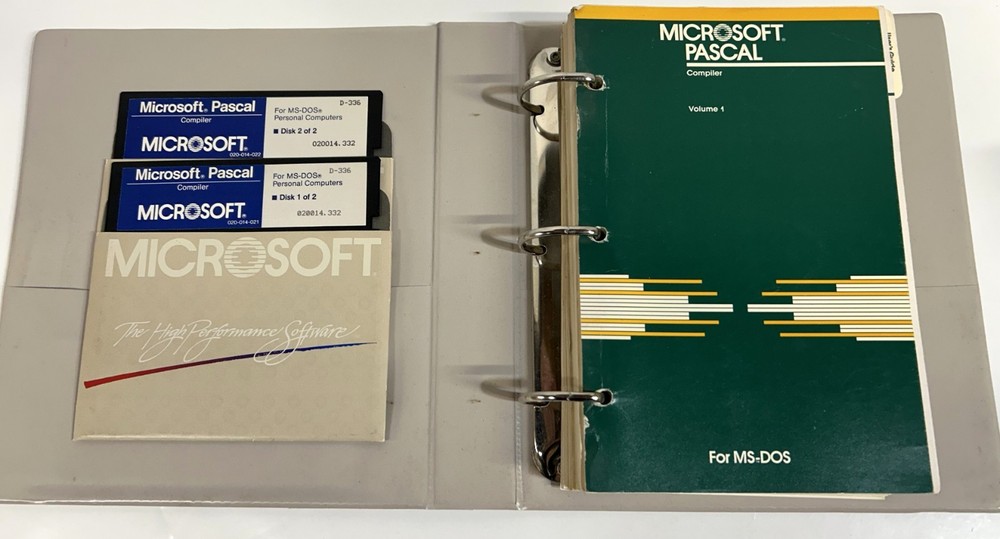 Microsoft® Pascal
Compiler
MICROSOFT®
020-014-022
For MS-DOS®
Personal Computers
D-336
■ Disk 2 of 2
020014.332
Microsoft® Pascal
Compiler
MICROSOFT®
020-014-021
For MS-DOS®
Personal Computers
D-336
■ Disk 1 of 2
020014.332
MICROSOFT®
The High Performance Software
MICROSOFT®
PASCAL
Compiler
Volume 1
For MS-DOS
User's Guide